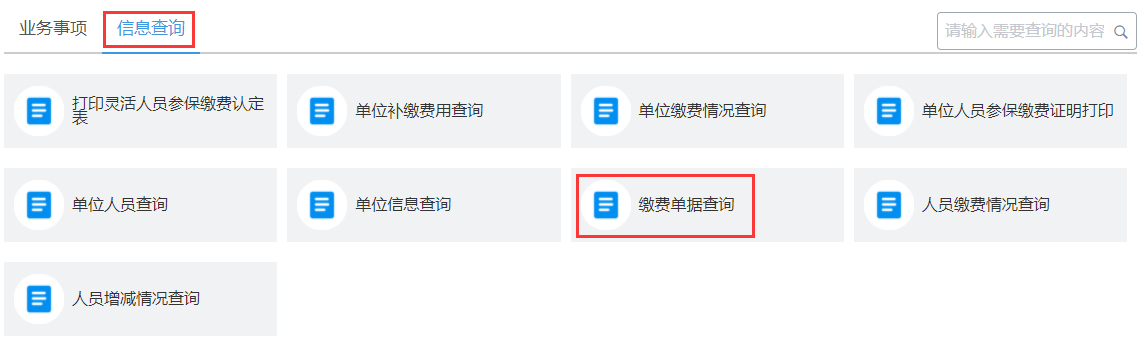 业务事项
信息查询
请输入需要查询的内容
打印灵活人员参保缴费认定
表
单位补缴费用查询
单位缴费情况查询
单位人员参保缴费证明打印
单位人员查询
单位信息查询
缴费单据查询
人员缴费情况查询
人员增减情况查询